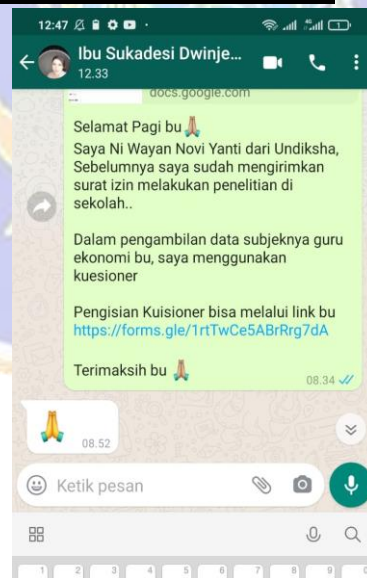 12:47
Ibu Sukadesi Dwinje...
12.33
docs.google.com
Selamat Pagi bu🙏
Saya Ni Wayan Novi Yanti dari Undiksha,
Sebelumnya saya sudah mengirimkan
surat izin melakukan penelitian di
sekolah..
Dalam pengambilan data subjeknya guru
ekonomi bu, saya menggunakan
kuesioner
Pengisian Kuisioner bisa melalui link bu
https://forms.gle/1rtTwCe5ABrRrg7dA
Terimaksih bu 🙏
08.34
🙏
08.52
Ketik pesan
1 2 3 4 5 6 7 8 9 0